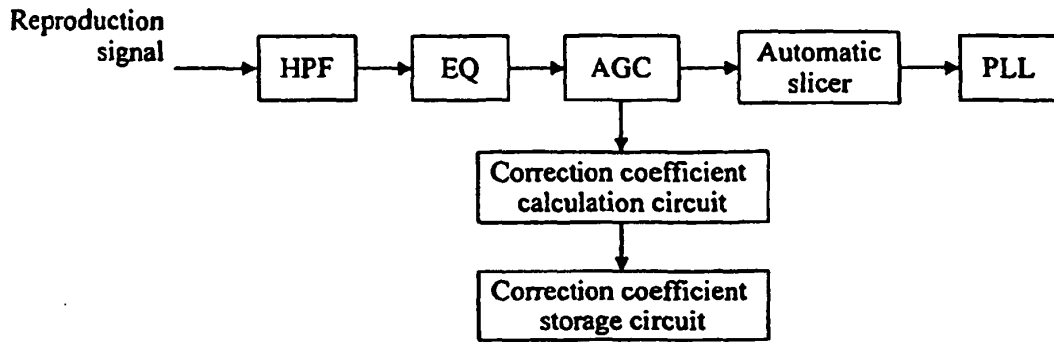 Reproduction
signal
HPF
EQ
AGC
Automatic
slicer
PLL
Correction coefficient
calculation circuit
Correction coefficient
storage circuit